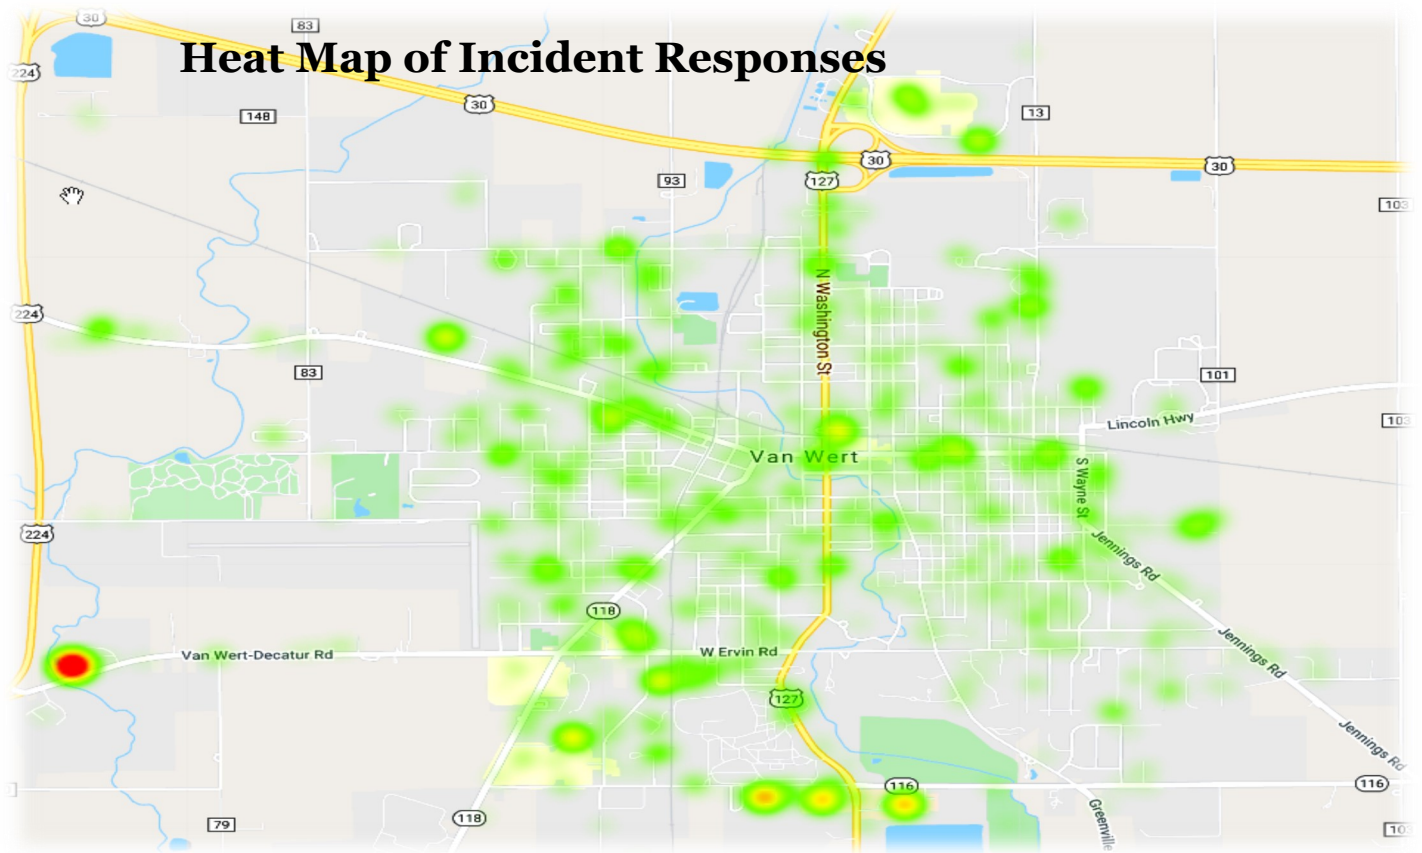 30
83
Heat Map of Incident Responses
224
30
148
13
30
30
93
127
103
N Washington St
224
83
101
Lincoln Hwy
103
Van Wert
S Wayne St
224
Jennings Rd
118
Jennings Rd
Van Wert-Decatur Rd
W Ervin Rd
127
Jennings Rd
116
116
79
118
Greenville